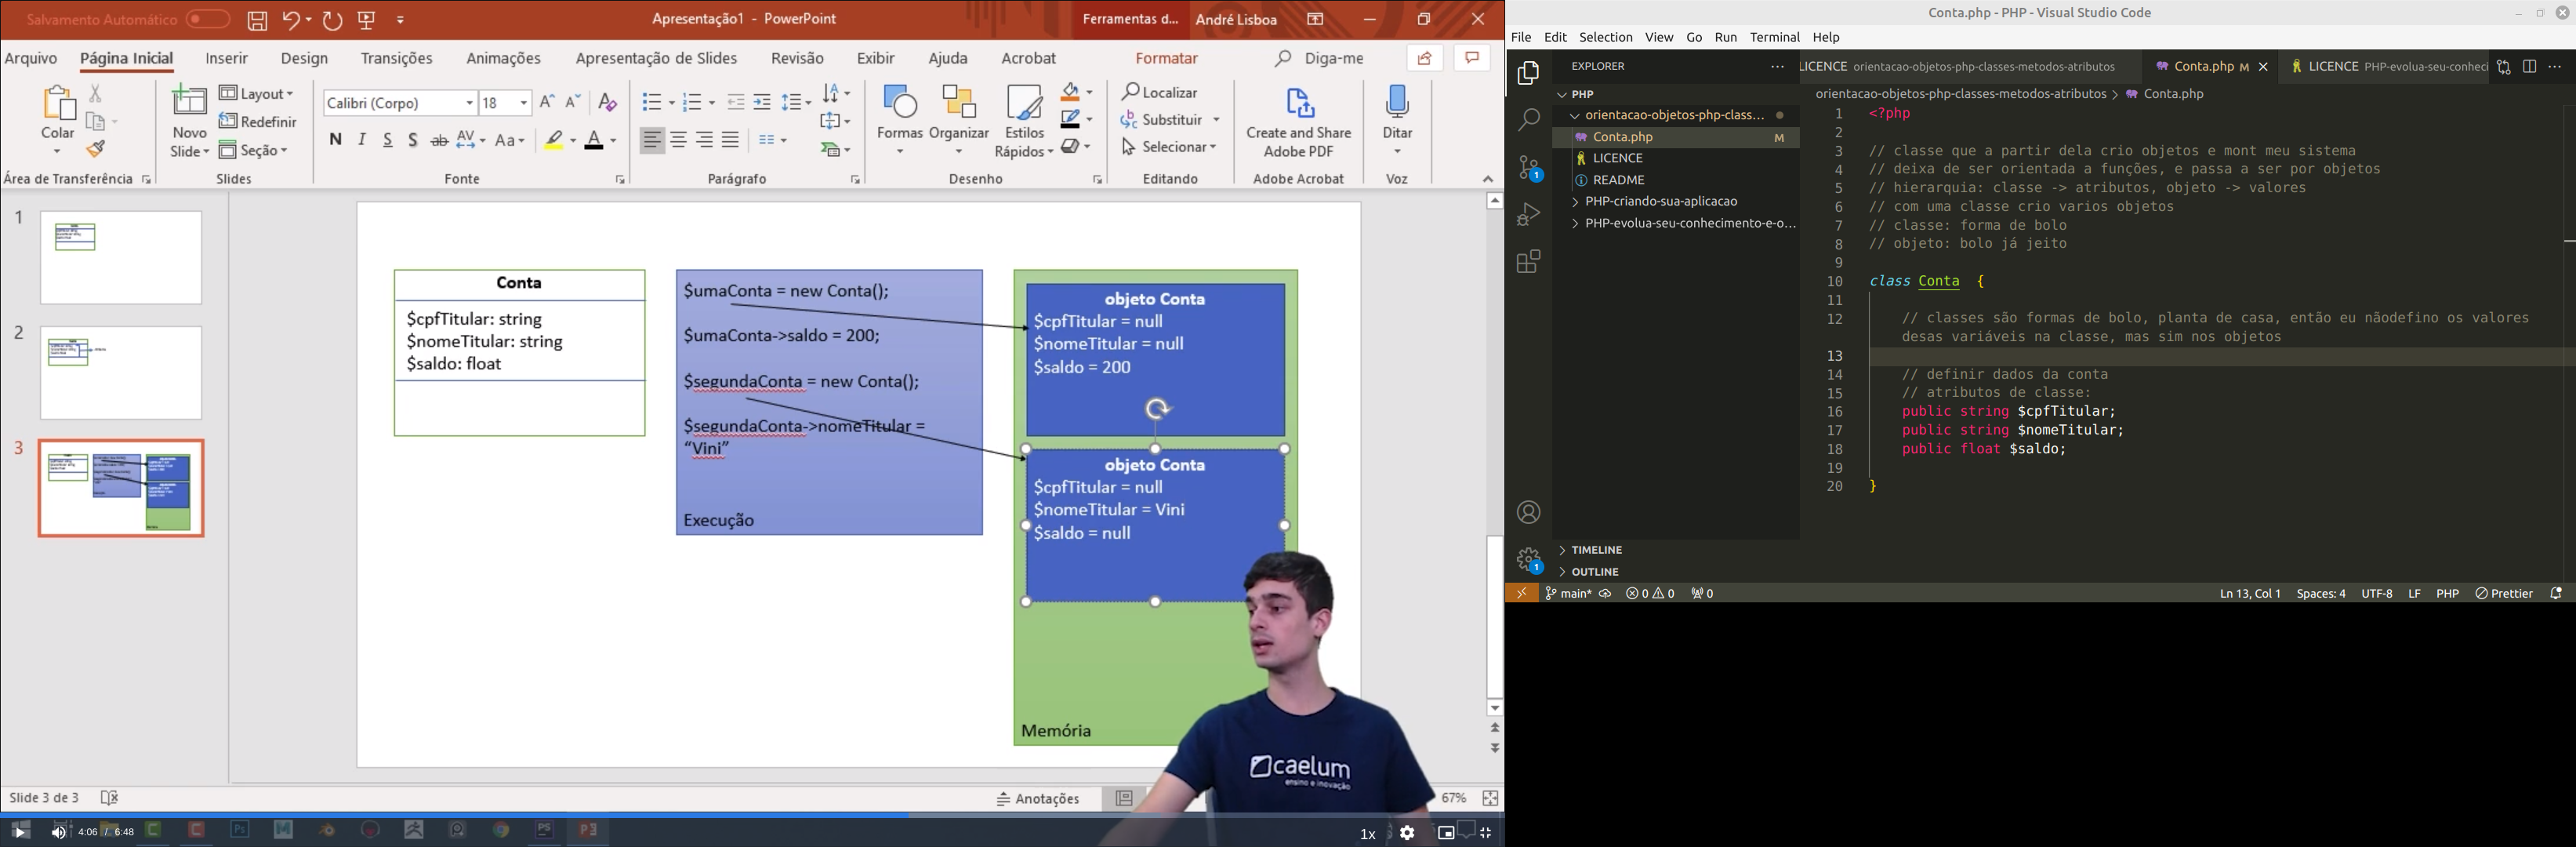 Salvamento Automático
Apresentação1 - PowerPoint
Ferramentas d...
André Lisboa
Arquivo
Página Inicial
Inserir
Design
Transições
Animações
Apresentação de Slides
Revisão
Exibir
Ajuda
Acrobat
Formatar
Diga-me
Colar
Área de Transferência
Novo
Slide
Layout
Redefinir
Seção
Slides
Calibri (Corpo)
18
N I S S ab AV Aa
Fonte
Parágrafo
Formas
Organizar
Estilos
Rápidos
Desenho
Localizar
Substituir
Selecionar
Editando
Create and Share
Adobe PDF
Adobe Acrobat
Ditar
Voz
1
2
3
Conta
$cpfTitular: string
$nomeTitular: string
$saldo: float
$umaConta = new Conta();
$umaConta->saldo = 200;
$segundaConta = new Conta();
$segundaConta->nomeTitular =
“Vini”
Execução
objeto Conta
$cpfTitular = null
$nomeTitular = null
$saldo = 200
objeto Conta
$cpfTitular = null
$nomeTitular = Vini
$saldo = null
Memória
caelum
ensino e inovação
Slide 3 de 3
Anotações
67%
4:06 / 6:48
1x
Conta.php - PHP - Visual Studio Code
File Edit Selection View Go Run Terminal Help
EXPLORER
PHP
orientacao-objetos-php-class...
Conta.php M
LICENCE
README
PHP-criando-sua-aplicacao
PHP-evolua-seu-conhecimento-e-o...
TIMELINE
OUTLINE
LICENCE orientacao-objetos-php-classes-metodos-atributos
Conta.php M
LICENCE PHP-evolua-seu-conheci
orientacao-objetos-php-classes-metodos-atributos > Conta.php
1 <?php
2
3 // classe que a partir dela crio objetos e mont meu sistema
4 // deixa de ser orientada a funções, e passa a ser por objetos
5 // hierarquia: classe -> atributos, objeto -> valores
6 // com uma classe crio varios objetos
7 // classe: forma de bolo
8 // objeto: bolo já jeito
9
10 class Conta {
11
12 // classes são formas de bolo, planta de casa, então eu nãodefino os valores
desas variáveis na classe, mas sim nos objetos
13
14 // definir dados da conta
15 // atributos de classe:
16 public string $cpfTitular;
17 public string $nomeTitular;
18 public float $saldo;
19
20 }
main* 0 0 0
Ln 13, Col 1 Spaces: 4 UTF-8 LF PHP Prettier